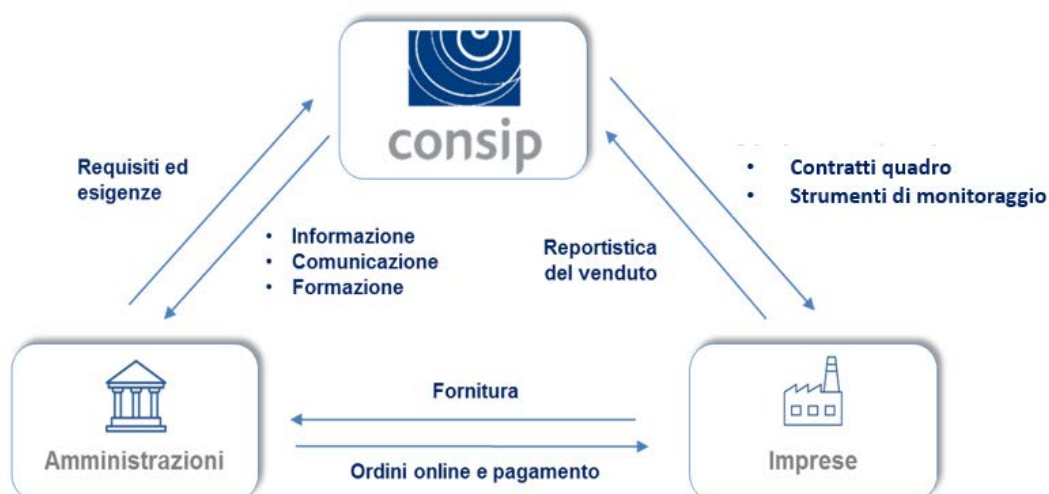 consip
Requisiti ed
esigenze
• Contratti quadro
• Strumenti di monitoraggio
• Informazione
• Comunicazione
• Formazione
Reportistica
del venduto
Fornitura
Amministrazioni
Ordini online e pagamento
Imprese